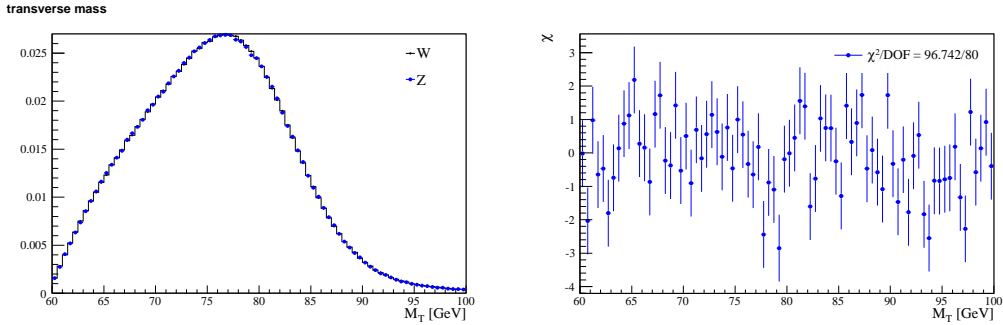 transverse mass
W
Z
0.025
0.02
0.015
0.01
0.005
0
60 65 70 75 80 85 90 95 100
M_T [GeV]
χ
χ²/DOF = 96.742/80
3
2
1
0
-1
-2
-3
-4
60 65 70 75 80 85 90 95 100
M_T [GeV]